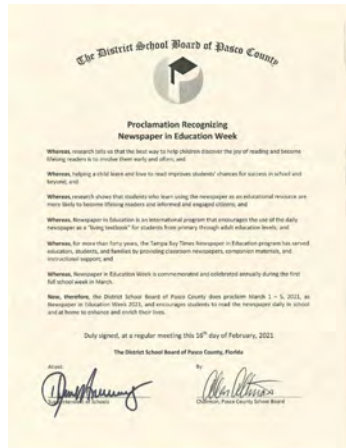 The District School Board of Pasco County
Proclamation Recognizing
Newspaper in Education Week
Whereas, research tells us that the best way to help children discover the joy of reading and become
lifelong readers is to involve them early and often; and
Whereas, helping a child learn and love to read improves students' chances for success in school and
beyond; and
Whereas, research shows that students who learn using the newspaper as an educational resource are
more likely to become lifelong readers and informed and engaged citizens; and
Whereas, Newspaper in Education is an international program that encourages the use of the daily
newspaper as a "living textbook" for students from primary through adult education levels; and
Whereas, for more than forty years, the Tampa Bay Times Newspaper in Education program has served
educators, students, and families by providing classroom newspapers, companion materials, and
instructional support; and
Whereas, Newspaper in Education Week is commemorated and celebrated annually during the first
full school week in March.
Now, therefore, the District School Board of Pasco County does proclaim March 1 – 5, 2021, as
Newspaper in Education Week 2021, and encourages students to read the newspaper daily in school
and at home to enhance and enrich their lives.
Duly signed, at a regular meeting this 16th day of February, 2021
The District School Board of Pasco County, Florida
Attest:
By:
of Schools
Chairman, Pasco County School Board